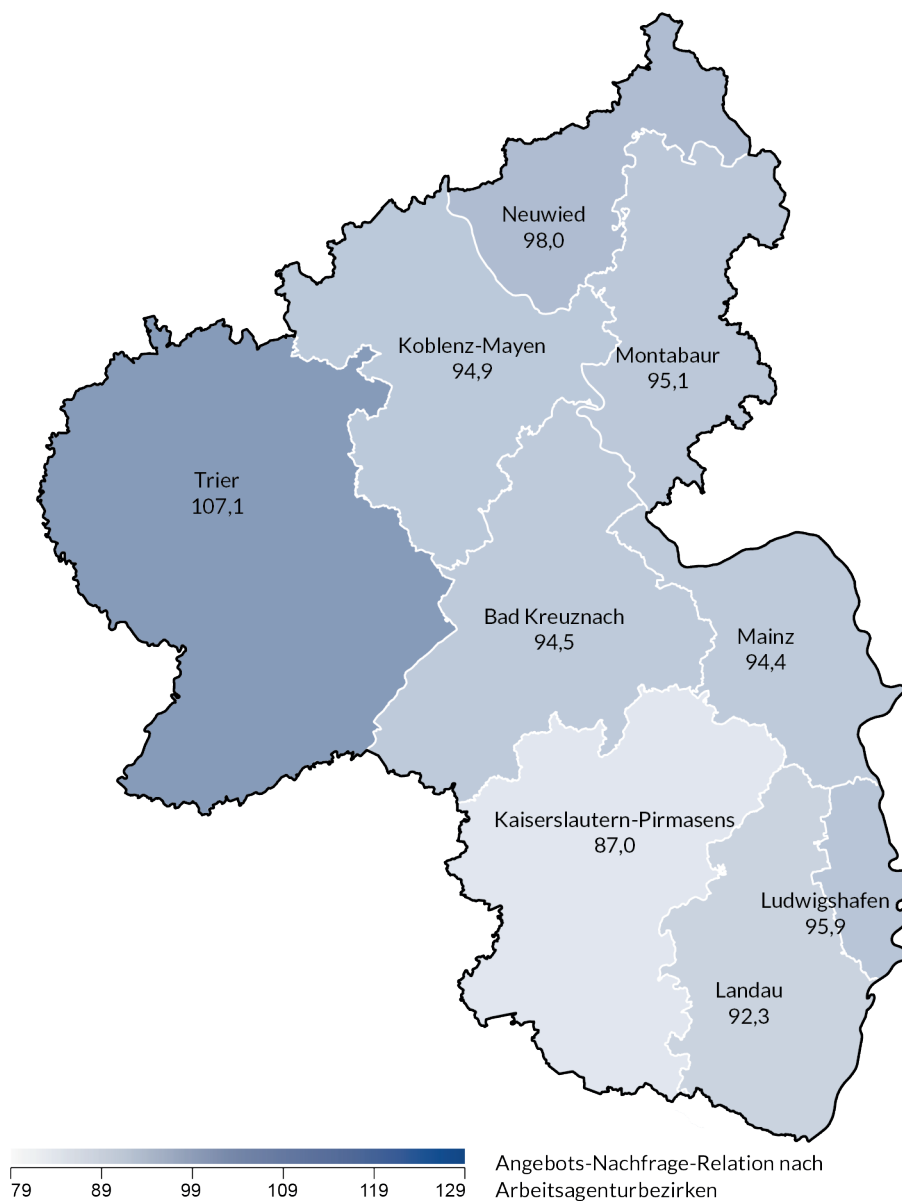 Neuwied
98,0
Koblenz-Mayen
94,9
Montabaur
95,1
Trier
107,1
Bad Kreuznach
94,5
Mainz
94,4
Kaiserslautern-Pirmasens
87,0
Ludwigshafen
95,9
Landau
92,3
79 89 99 109 119 129
Angebots-Nachfrage-Relation nach
Arbeitsagenturbezirken